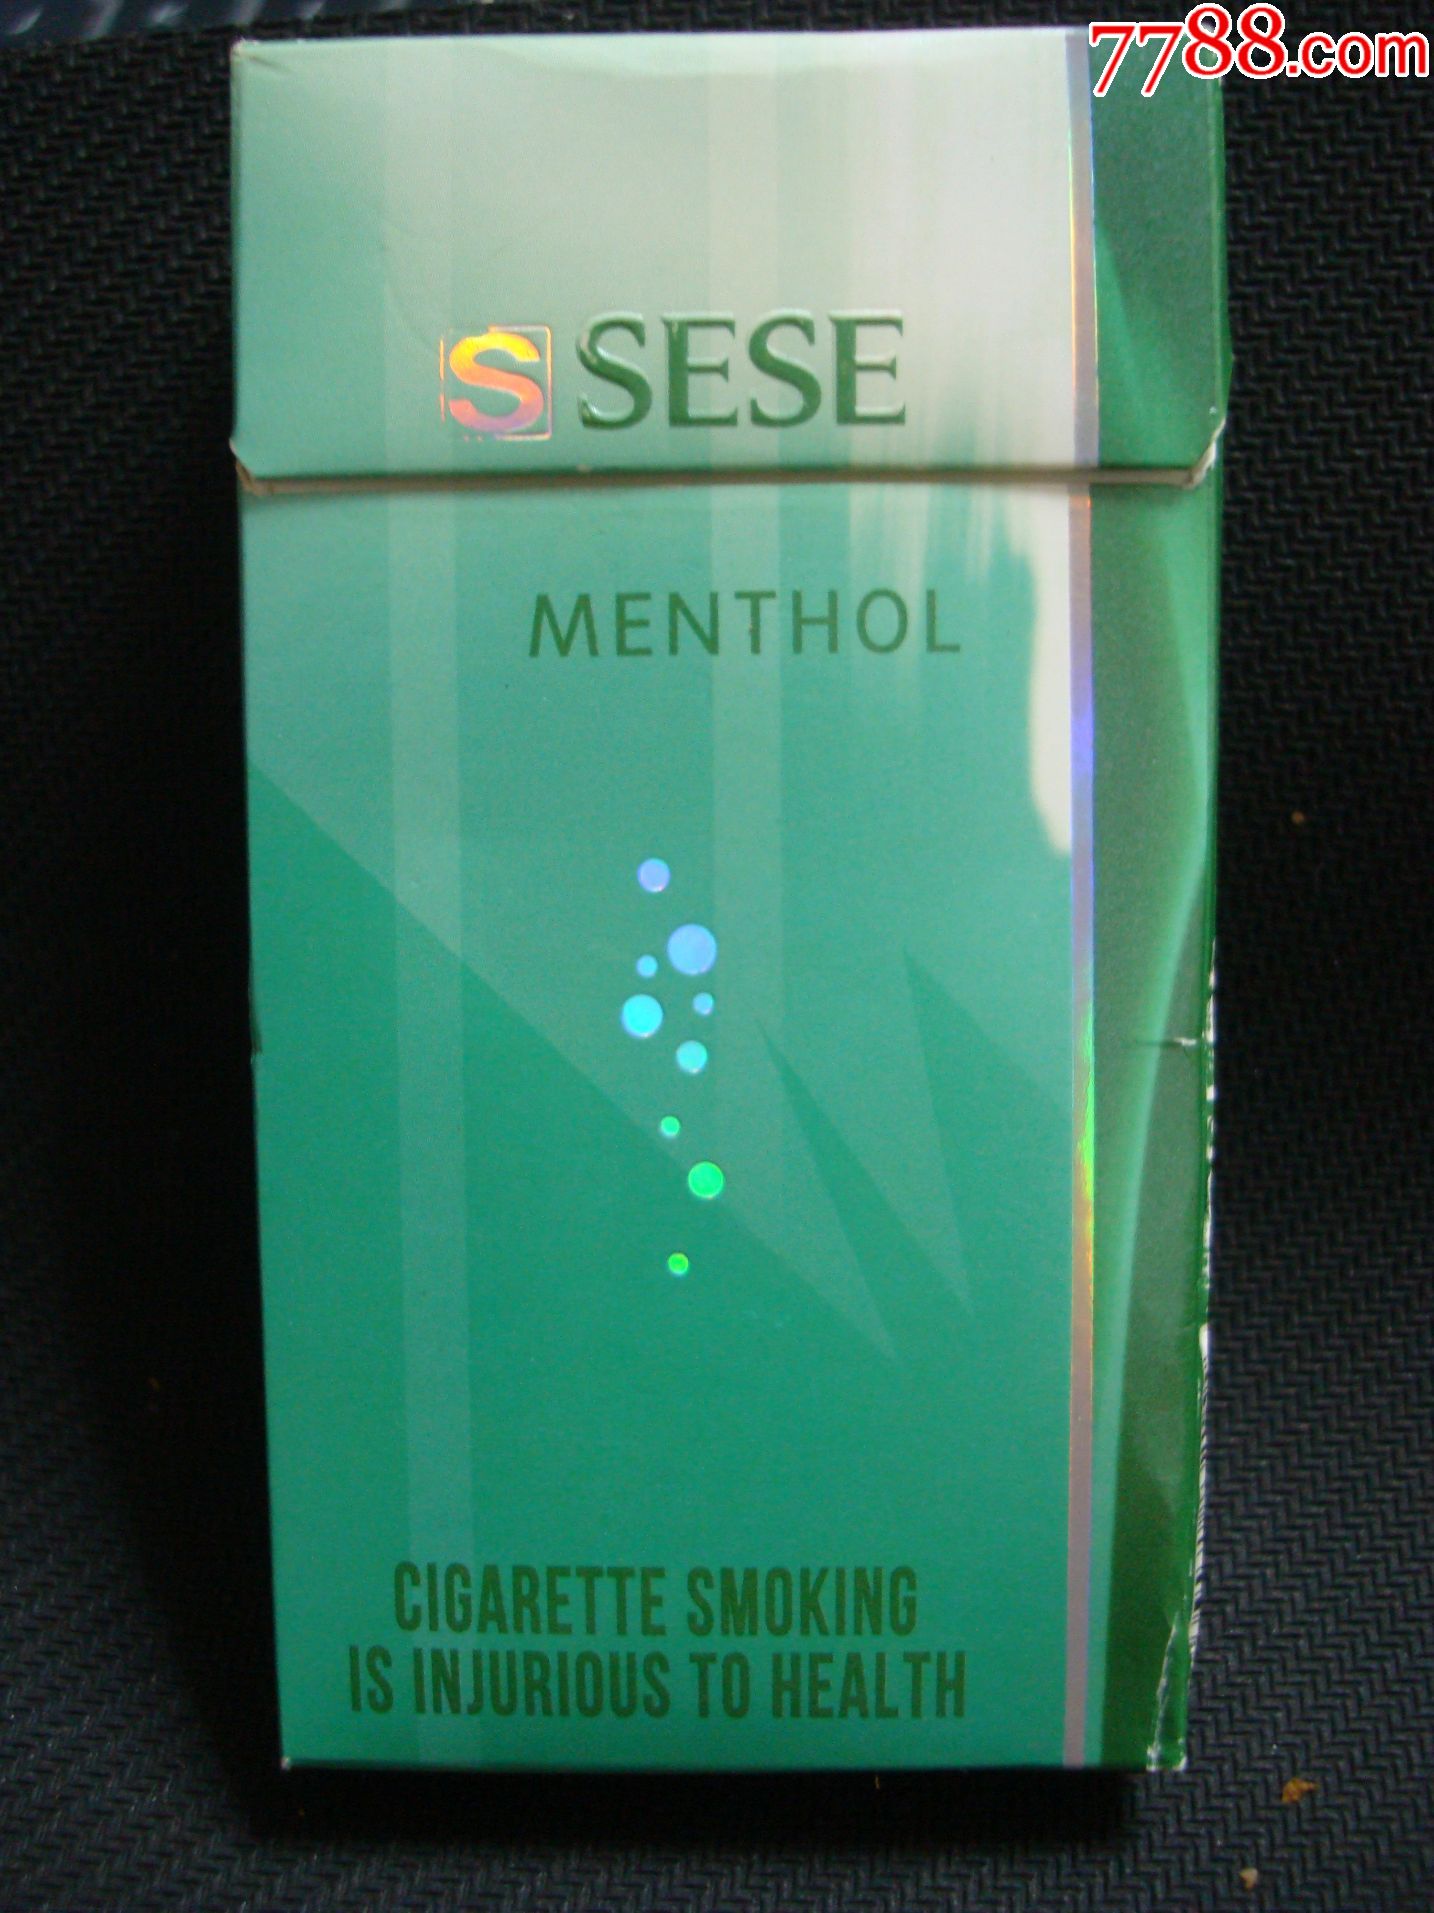 7788.com
S SESE
MENTHOL
CIGARETTE SMOKING
IS INJURIOUS TO HEALTH